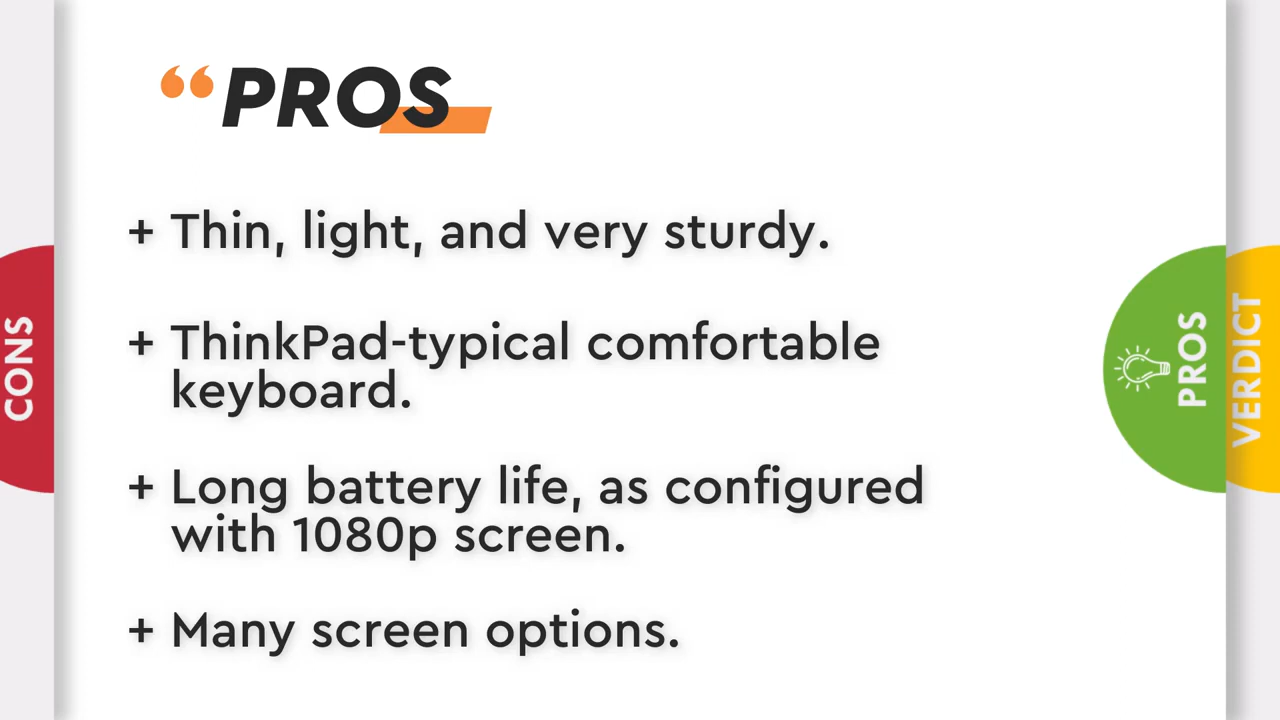 CONS
“PROS
+ Thin, light, and very sturdy.
+ ThinkPad-typical comfortable
keyboard.
+ Long battery life, as configured
with 1080p screen.
+ Many screen options.
PROS
VERDICT